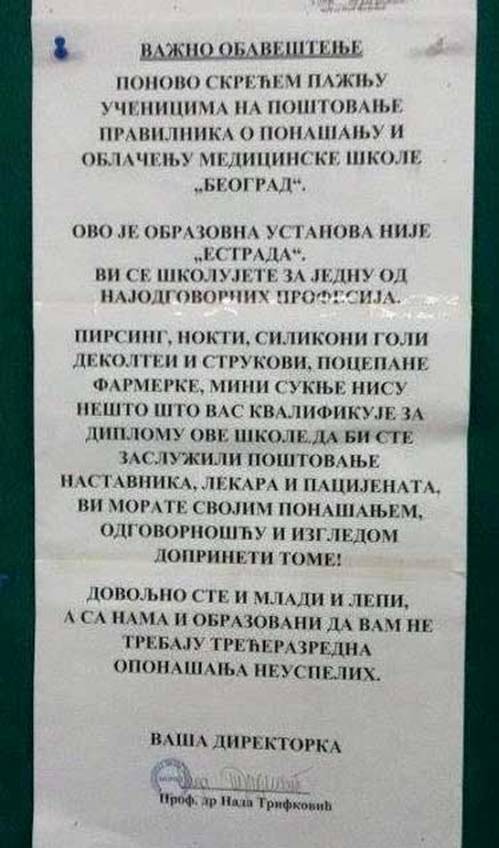 ВАЖНО ОБАВЕШТЕЊЕ
ПОНОВО СКРЕЋЕМ ПАЖЊУ
УЧЕНИЦИМА НА ПОШТОВАЊЕ
ПРАВИЛНИКА О ПОНАШАЊУ И
ОБЛАЧЕЊУ МЕДИЦИНСКЕ ШКОЛЕ
„БЕОГРАД“.
ОВО ЈЕ ОБРАЗОВНА УСТАНОВА НИЈЕ
„ЕСТРАДА“.
ВИ СЕ ШКОЛУЈЕТЕ ЗА ЈЕДНУ ОД
НАЈОДГОВОРНИХ ПРОФЕСИЈА.
ПИРСИНГ, НОКТИ, СИЛИКОНИ ГОЛИ
ДЕКОЛТЕИ И СТРУКОВИ, ПОЦЕПАНЕ
ФАРМЕРКЕ, МИНИ СУКЊЕ НИСУ
НЕШТО ШТО ВАС КВАЛИФИКУЈЕ ЗА
ДИПЛОМУ ОВЕ ШКОЛЕ.ДА БИ СТЕ
ЗАСЛУЖИЛИ ПОШТОВАЊЕ
НАСТАВНИКА, ЛЕКАРА И ПАЦИЈЕНАТА,
ВИ МОРАТЕ СВОЈИМ ПОНАШАЊЕМ,
ОДГОВОРНОШЋУ И ИЗГЛЕДОМ
ДОПРИНЕТИ ТОМЕ!
ДОВОЉНО СТЕ И МЛАДИ И ЛЕПИ,
А СА НАМА И ОБРАЗОВАНИ ДА ВАМ НЕ
ТРЕБАЈУ ТРЕЋЕРАЗРЕДНА
ОПОНАШАЊА НЕУСПЕЛИХ.
ВАША ДИРЕКТОРКА
Проф. др Нада Трифковић